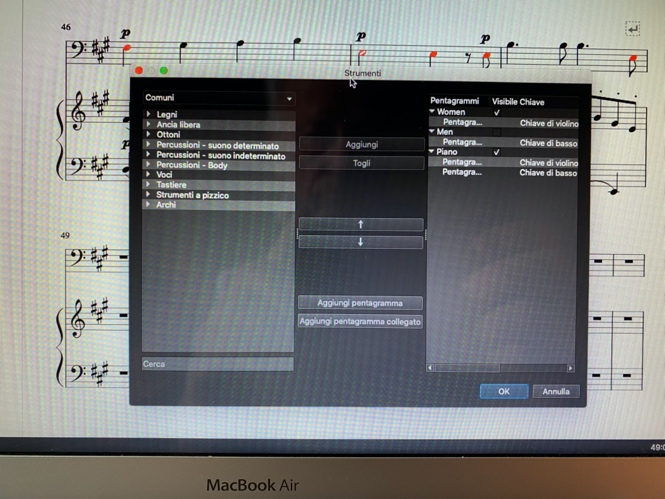 46
p
p
p
Strumenti
Comuni
Legni
Ancia libera
Ottoni
Percussioni - suono determinato
Percussioni - suono indeterminato
Percussioni - Body
Voci
Tastiere
Strumenti a pizzico
Archi
Cerca
Aggiungi
Togli
Aggiungi pentagramma
Aggiungi pentagramma collegato
Pentagrammi Visibile Chiave
Women
Pentagra... Chiave di violino
Men
Pentagra... Chiave di basso
Piano
Pentagra... Chiave di violino
Pentagra... Chiave di basso
OK Annulla
49
MacBook Air